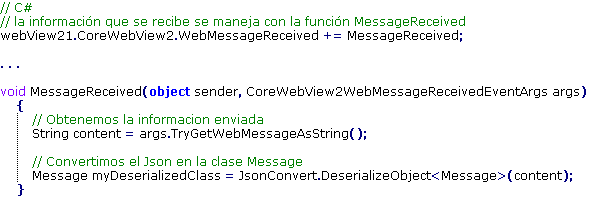 // C#
// la información que se recibe se maneja con la función MessageReceived
webView21.CoreWebView2.WebMessageReceived += MessageReceived;
...
void MessageReceived(object sender, CoreWebView2WebMessageReceivedEventArgs args)
{
// Obtenemos la informacion enviada
String content = args.TryGetWebMessageAsString();
// Convertimos el Json en la clase Message
Message myDeserializedClass = JsonConvert.DeserializeObject<Message>(content);
}